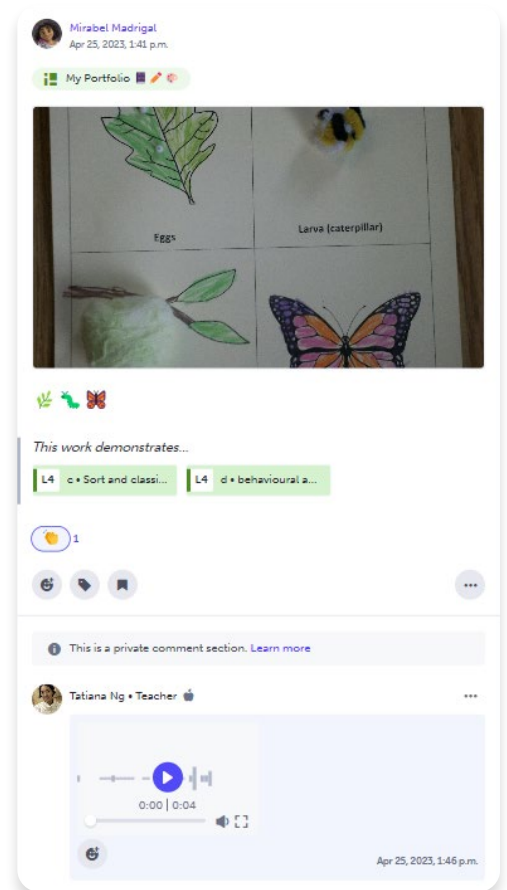 Mirabel Madrigal
Apr 25, 2023, 1:41 p.m.
My Portfolio
Eggs
Larva (caterpillar)
This work demonstrates...
L4 c • Sort and classi...
L4 d • behavioural a...
1
This is a private comment section. Learn more
Tatiana Ng • Teacher
0:00 | 0:04
Apr 25, 2023, 1:46 p.m.